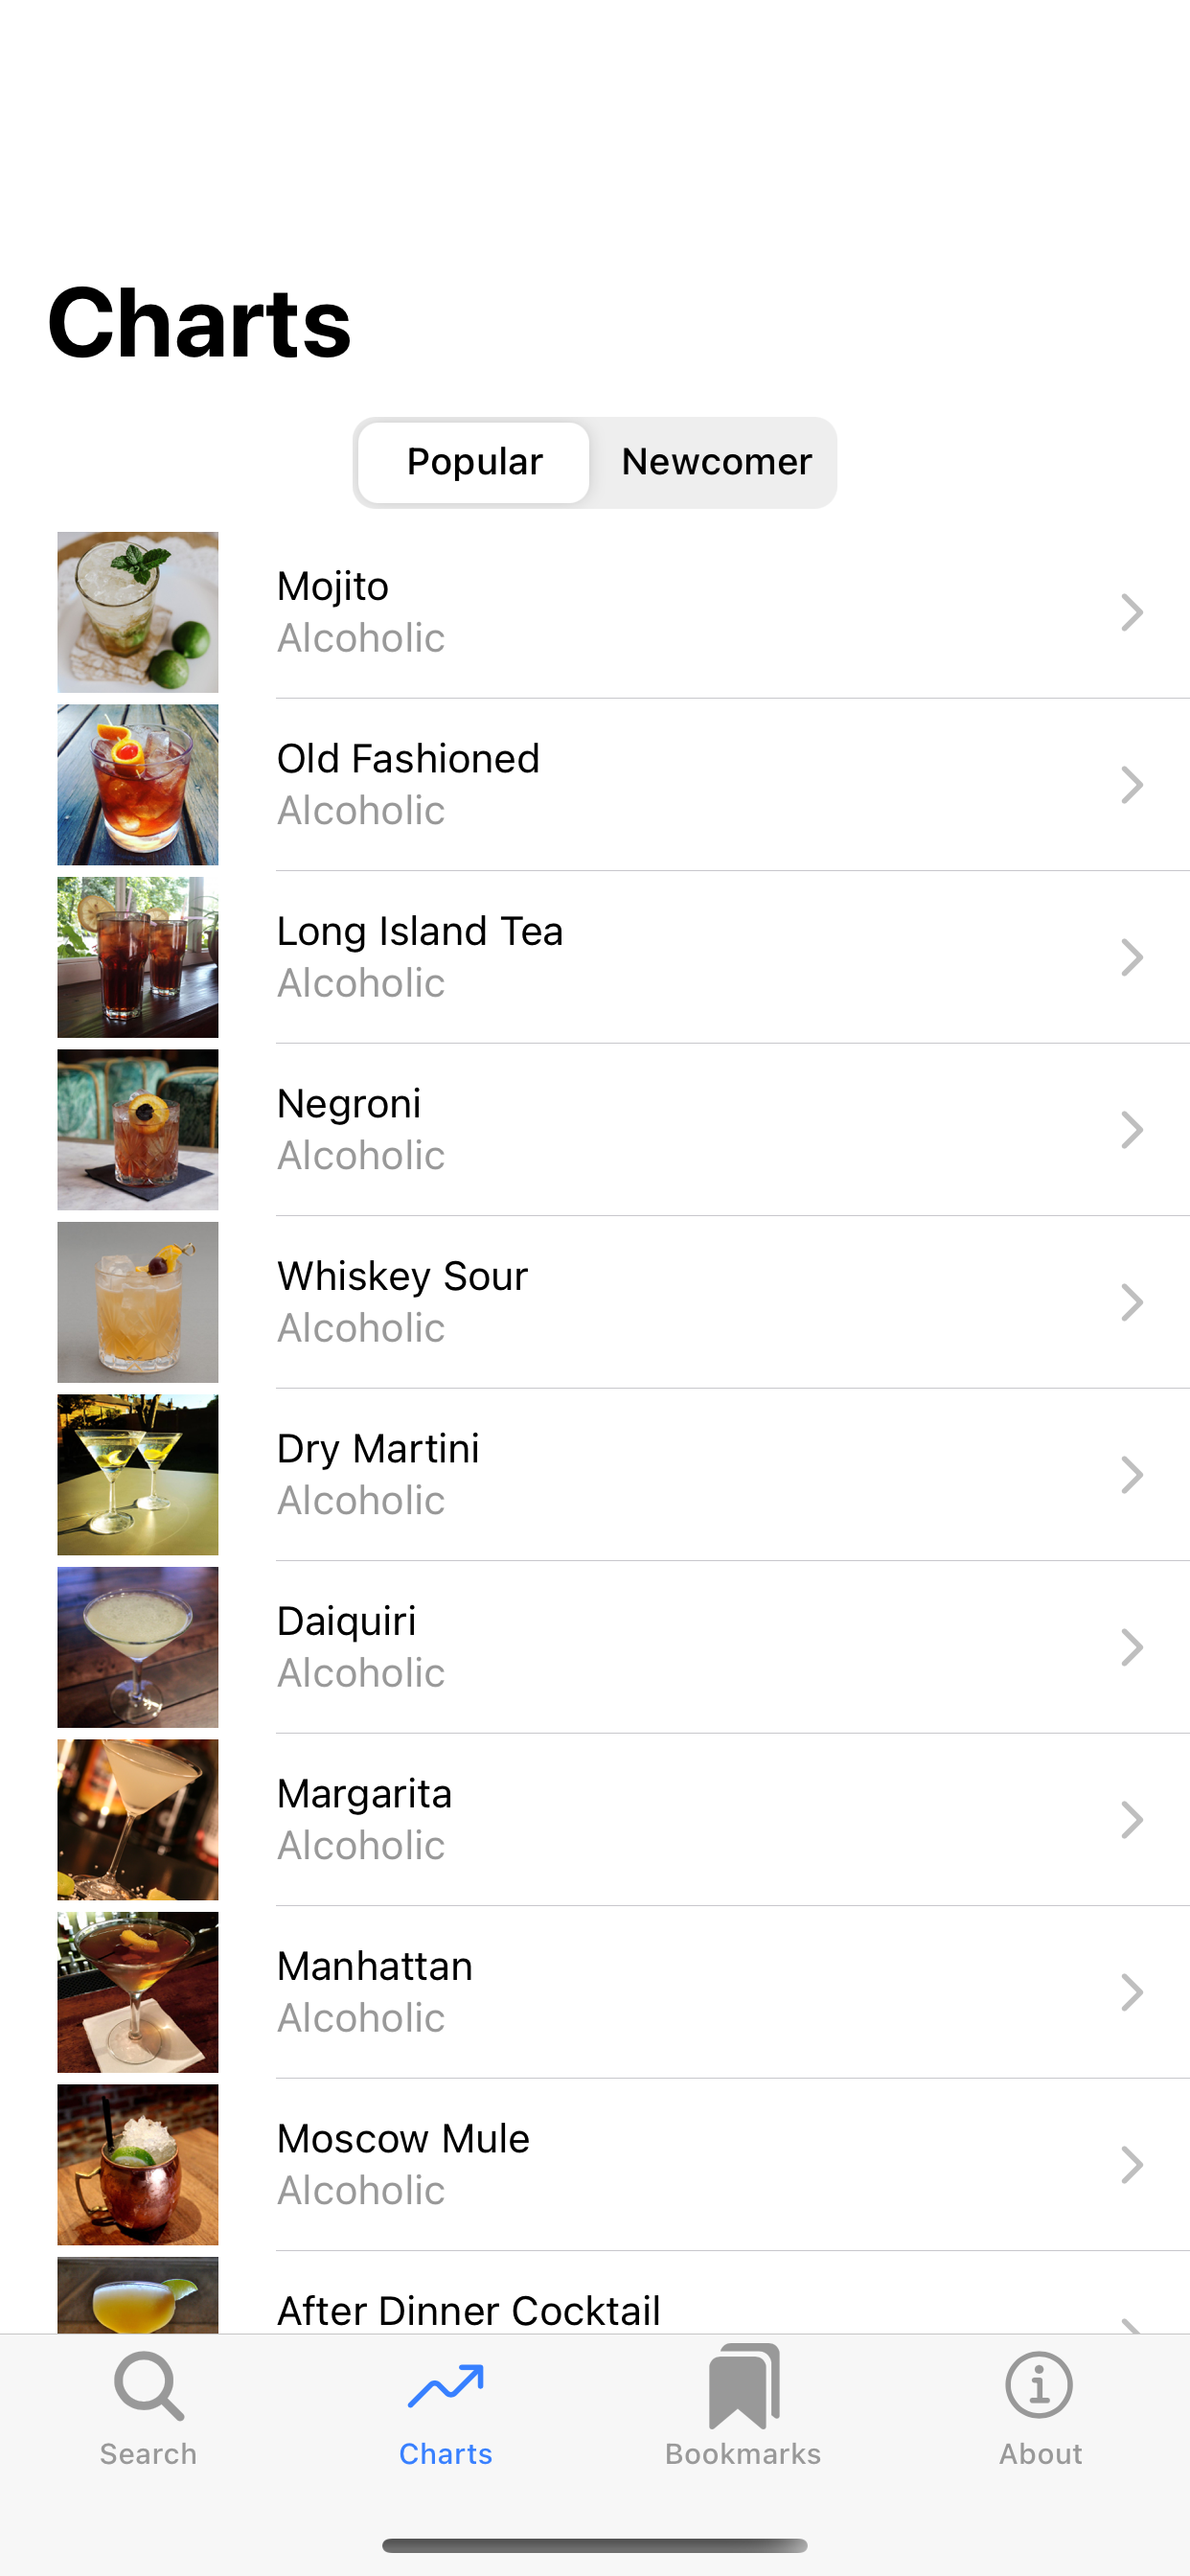 Charts
Popular Newcomer
Mojito
Alcoholic
Old Fashioned
Alcoholic
Long Island Tea
Alcoholic
Negroni
Alcoholic
Whiskey Sour
Alcoholic
Dry Martini
Alcoholic
Daiquiri
Alcoholic
Margarita
Alcoholic
Manhattan
Alcoholic
Moscow Mule
Alcoholic
After Dinner Cocktail
Search Charts Bookmarks About